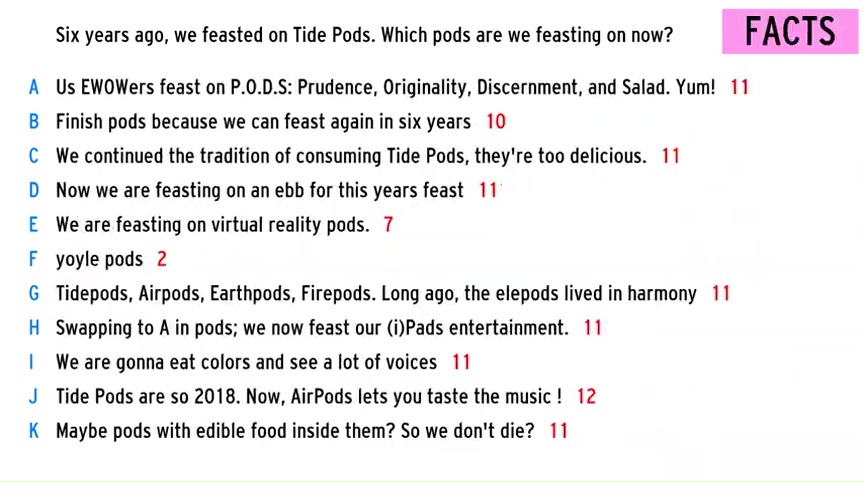 Six years ago, we feasted on Tide Pods. Which pods are we feasting on now? FACTS
A Us EWOWers feast on P.O.D.S: Prudence, Originality, Discernment, and Salad. Yum! 11
B Finish pods because we can feast again in six years 10
C We continued the tradition of consuming Tide Pods, they're too delicious. 11
D Now we are feasting on an ebb for this years feast 11
E We are feasting on virtual reality pods. 7
F yoyle pods 2
G Tidepods, Airpods, Earthpods, Firepods. Long ago, the elepods lived in harmony 11
H Swapping to A in pods; we now feast our (i)Pads entertainment. 11
I We are gonna eat colors and see a lot of voices 11
J Tide Pods are so 2018. Now, AirPods lets you taste the music ! 12
K Maybe pods with edible food inside them? So we don't die? 11